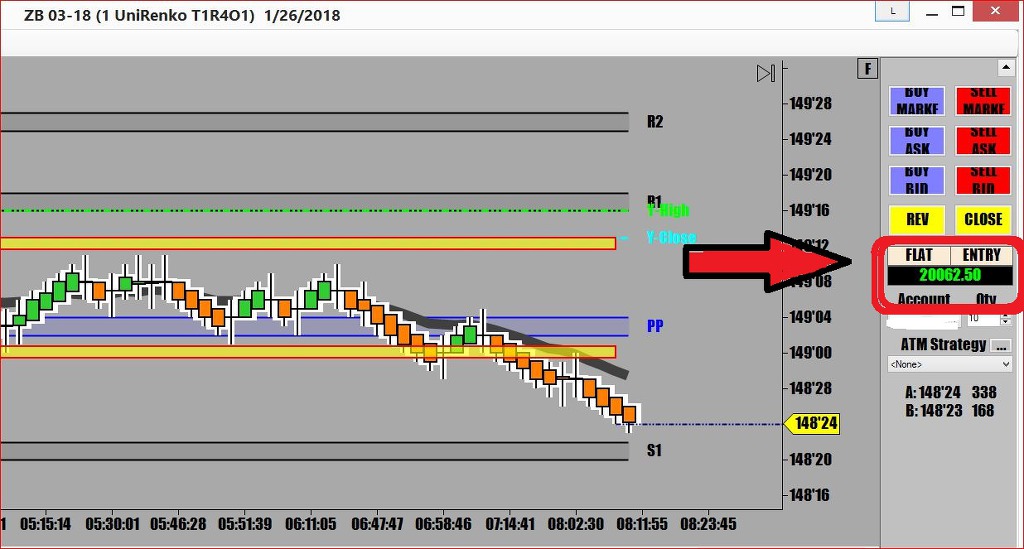 ZB 03-18 (1 UniRenko T1R4O1) 1/26/2018
L
F
149'28
149'24
149'20
149'16
149'08
149'04
149'00
148'28
148'24
148'20
148'16
R2
R1
Y-High
Y-Close
PP
S1
BUY MARKE
SELL MARKE
BUY ASK
SELL ASK
BUY BID
SELL BID
REV CLOSE
FLAT ENTRY
20062.50
Account Qty
10
ATM Strategy ...
<None>
A: 148'24 338
B: 148'23 168
05:15:14 05:30:01 05:46:28 05:51:39 06:11:05 06:47:47 06:58:46 07:14:41 08:02:30 08:11:55 08:23:45